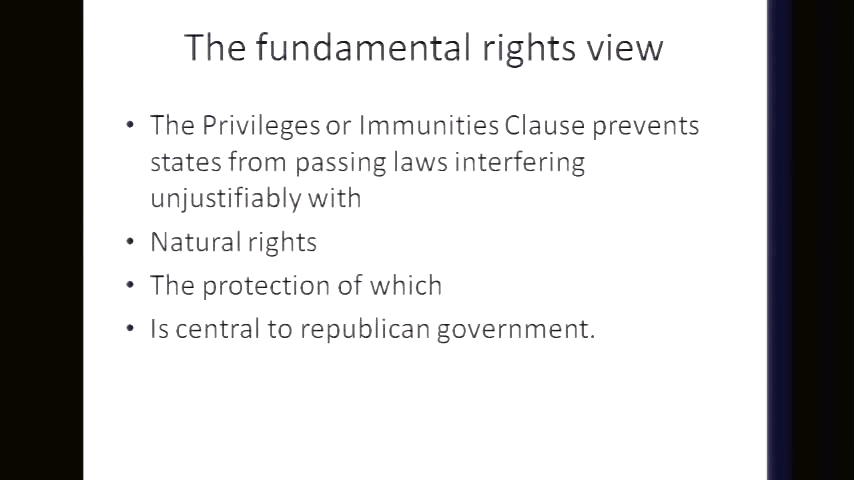 The fundamental rights view
• The Privileges or Immunities Clause prevents
states from passing laws interfering
unjustifiably with
• Natural rights
• The protection of which
• Is central to republican government.